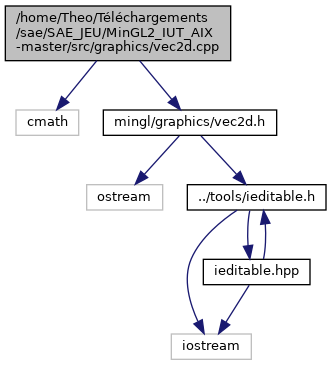 /home/Theo/Téléchargements
/sae/SAE_JEU/MinGL2_IUT_AIX
-master/src/graphics/vec2d.cpp
cmath
mingl/graphics/vec2d.h
ostream
../tools/ieditable.h
ieditable.hpp
iostream